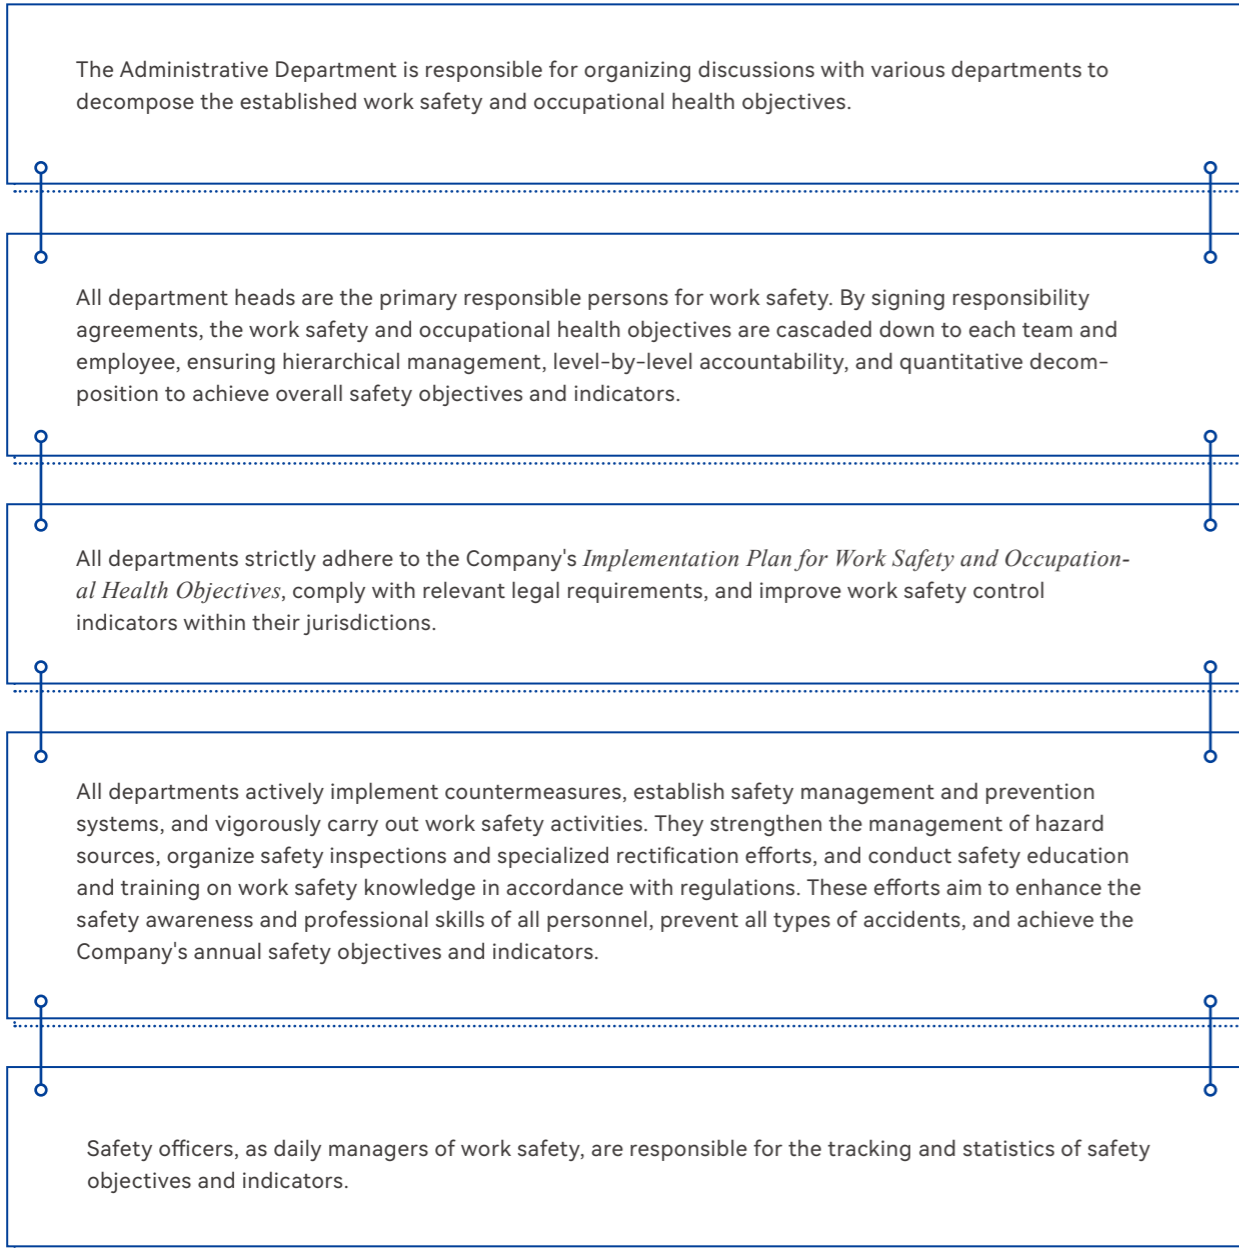 The Administrative Department is responsible for organizing discussions with various departments to
decompose the established work safety and occupational health objectives.
All department heads are the primary responsible persons for work safety. By signing responsibility
agreements, the work safety and occupational health objectives are cascaded down to each team and
employee, ensuring hierarchical management, level-by-level accountability, and quantitative decom-
position to achieve overall safety objectives and indicators.
All departments strictly adhere to the Company's Implementation Plan for Work Safety and Occupation-
al Health Objectives, comply with relevant legal requirements, and improve work safety control
indicators within their jurisdictions.
All departments actively implement countermeasures, establish safety management and prevention
systems, and vigorously carry out work safety activities. They strengthen the management of hazard
sources, organize safety inspections and specialized rectification efforts, and conduct safety education
and training on work safety knowledge in accordance with regulations. These efforts aim to enhance the
safety awareness and professional skills of all personnel, prevent all types of accidents, and achieve the
Company's annual safety objectives and indicators.
Safety officers, as daily managers of work safety, are responsible for the tracking and statistics of safety
objectives and indicators.